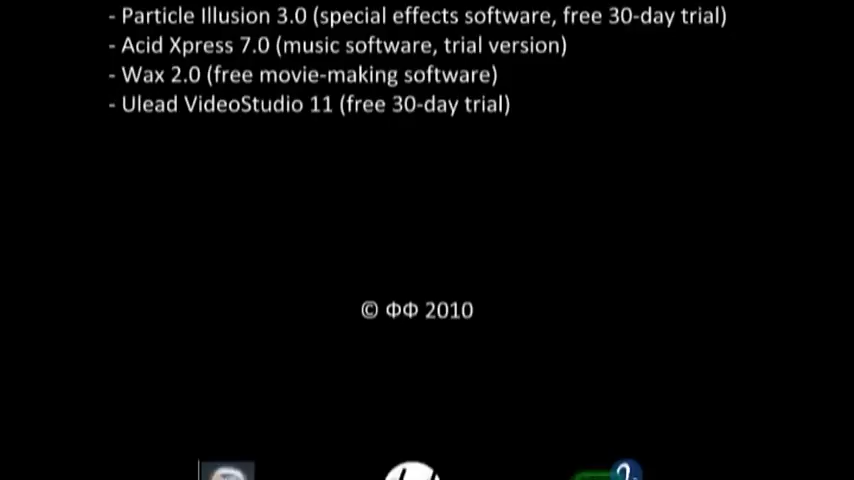 - Particle Illusion 3.0 (special effects software, free 30-day trial)
- Acid Xpress 7.0 (music software, trial version)
- Wax 2.0 (free movie-making software)
- Ulead VideoStudio 11 (free 30-day trial)
© ΦΦ 2010